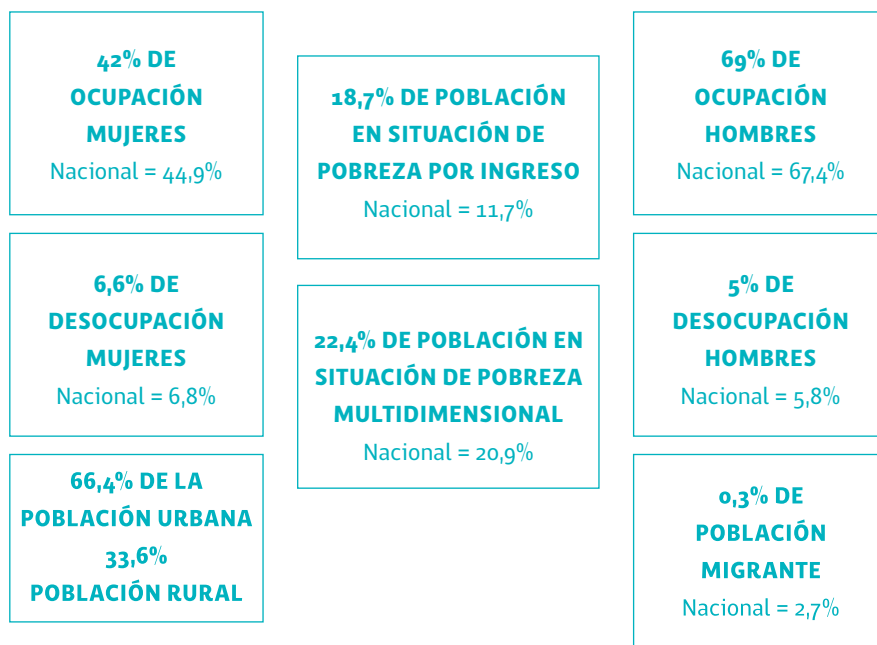 42% DE
OCUPACIÓN
MUJERES
Nacional = 44,9%
6,6% DE
DESOCUPACIÓN
MUJERES
Nacional = 6,8%
66,4% DE LA
POBLACIÓN URBANA
33,6%
POBLACIÓN RURAL
18,7% DE POBLACIÓN
EN SITUACIÓN DE
POBREZA POR INGRESO
Nacional = 11,7%
22,4% DE POBLACIÓN EN
SITUACIÓN DE POBREZA
MULTIDIMENSIONAL
Nacional = 20,9%
69% DE
OCUPACIÓN
HOMBRES
Nacional = 67,4%
5% DE
DESOCUPACIÓN
HOMBRES
Nacional = 5,8%
0,3% DE
POBLACIÓN
MIGRANTE
Nacional = 2,7%